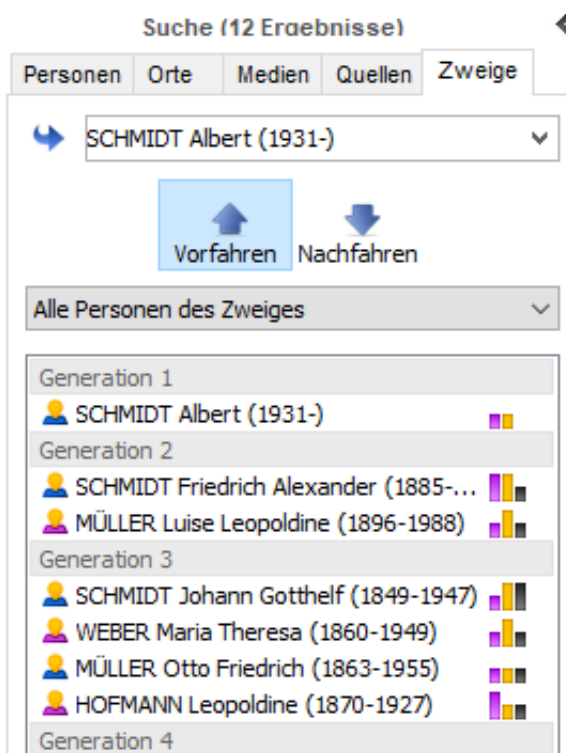 Suche (12 Ergebnisse)
Personen Orte Medien Quellen Zweige
SCHMIDT Albert (1931-)
Vorfahren Nachfahren
Alle Personen des Zweiges
Generation 1
SCHMIDT Albert (1931-)
Generation 2
SCHMIDT Friedrich Alexander (1885-...
MÜLLER Luise Leopoldine (1896-1988)
Generation 3
SCHMIDT Johann Gotthelf (1849-1947)
WEBER Maria Theresa (1860-1949)
MÜLLER Otto Friedrich (1863-1955)
HOFMANN Leopoldine (1870-1927)
Generation 4